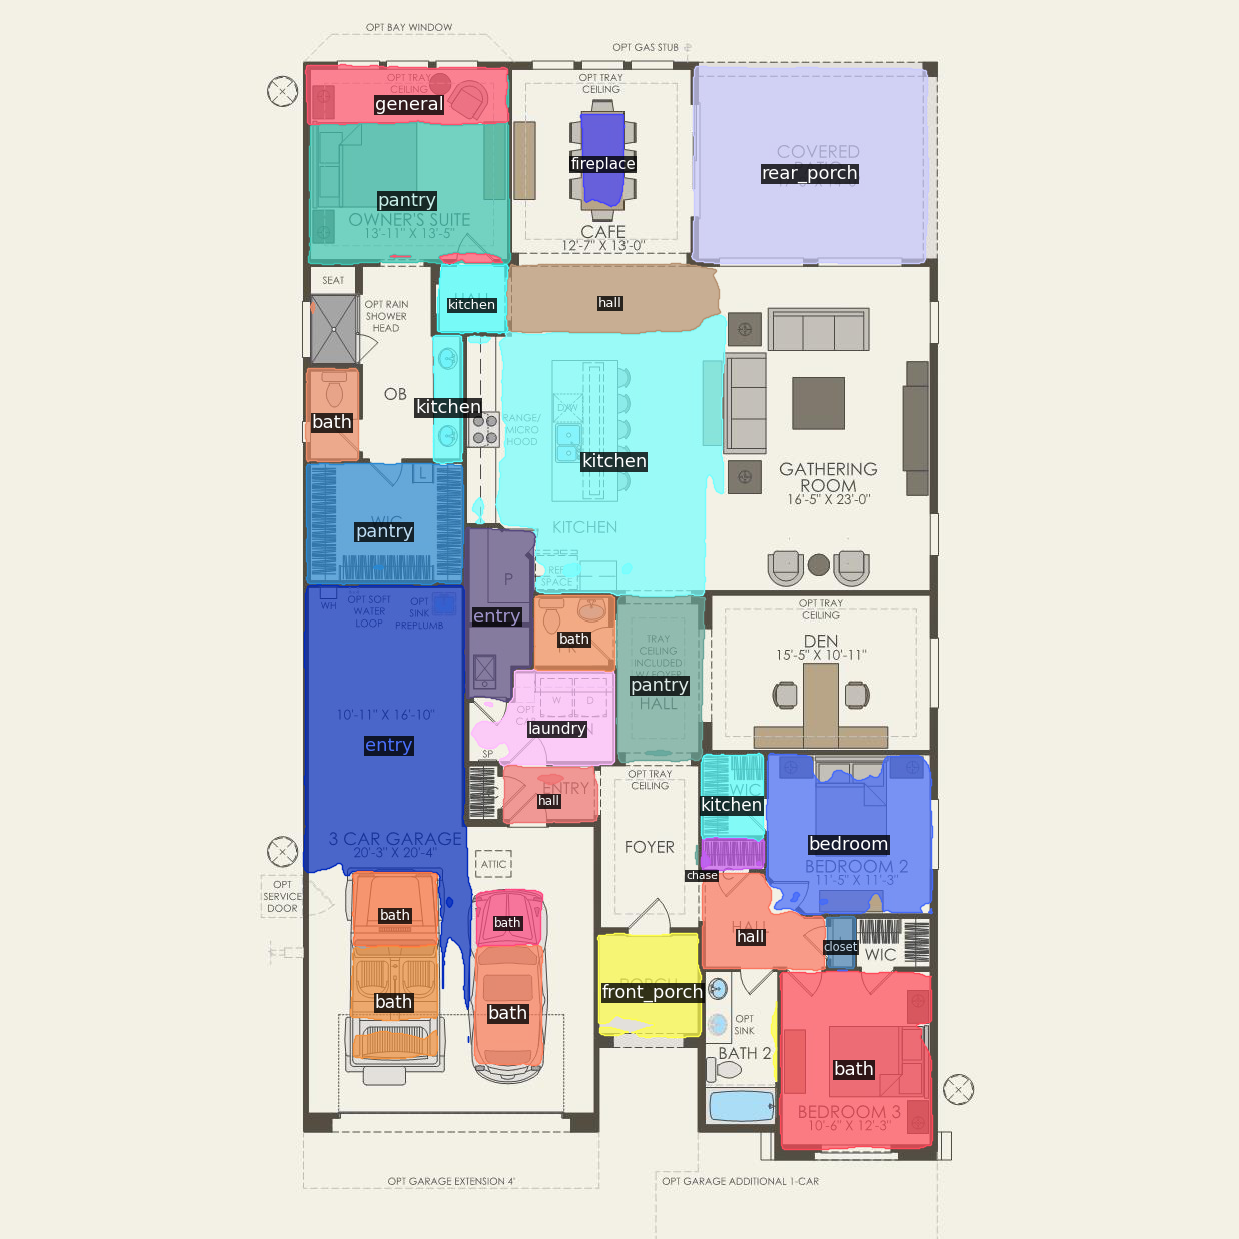 OPT BAY WINDOW
OPT GAS STUB
OPT TRAY
CEILING
general
OPT TRAY
CEILING
fireplace
COVERED
rear_porch
pantry
OWNER'S SUITE
13'-11" X 13'-5"
CAFE
12'-7" X 13'-0"
SEAT
kitchen
hall
OPT RAIN
SHOWER
HEAD
OB
kitchen
bath
RANGE/
MICRO
HOOD
D/W
kitchen
GATHERING
ROOM
16'-5" X 23'-0"
L
WIC
pantry
KITCHEN
P
REF
SPACE
WH
OPT SOFT
WATER
LOOP
OPT
SINK
PREPLUMB
entry
bath
OPT TRAY
CEILING
DEN
15'-5" X 10'-11"
TRAY
CEILING
INCLUDED
W/ FOYER
pantry
HALL
10'-11" X 16'-10"
entry
W
D
OPT
laundry
SP
hall
ENTRY
OPT TRAY
CEILING
WIC
kitchen
3 CAR GARAGE
20'-3" X 20'-4"
ATTIC
FOYER
bedroom
BEDROOM 2
11'-5" X 11'-3"
chase
OPT
SERVICE
DOOR
bath
bath
HALL
hall
closet
WIC
PORCH
front_porch
bath
bath
OPT
SINK
BATH 2
bath
BEDROOM 3
10'-6" X 12'-3"
OPT GARAGE EXTENSION 4'
OPT GARAGE ADDITIONAL 1-CAR